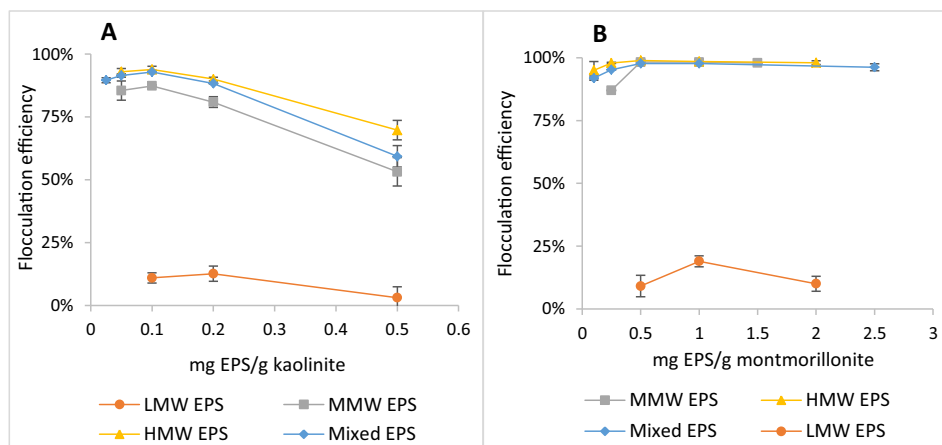 A
100%
75%
50%
25%
0%
Flocculation efficiency
0 0.1 0.2 0.3 0.4 0.5 0.6
mg EPS/g kaolinite
LMW EPS MMW EPS
HMW EPS Mixed EPS
B
100%
75%
50%
25%
0%
Flocculation efficiency
0 0.5 1 1.5 2 2.5 3
mg EPS/g montmorillonite
MMW EPS HMW EPS
Mixed EPS LMW EPS